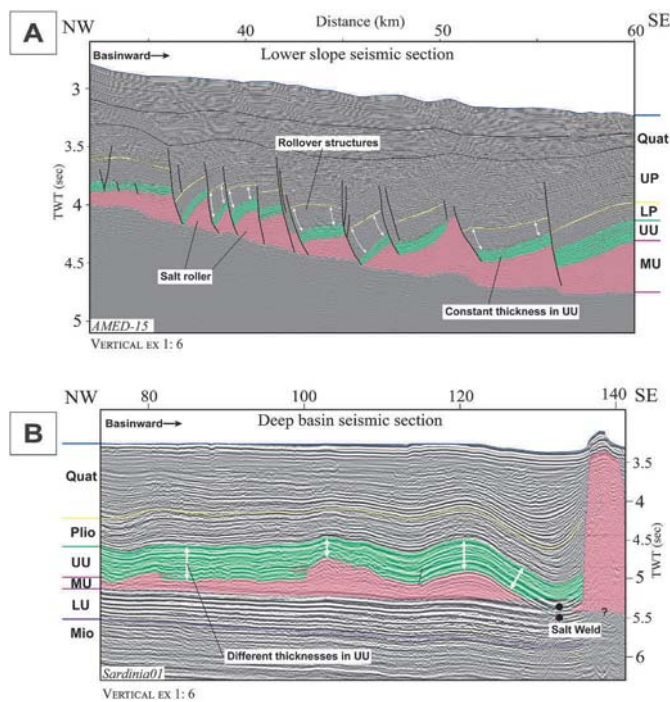 A
NW
Distance (km)
SE
40
50
60
Basinward
Lower slope seismic section
3
3.5
4
4.5
5
TWT (sec)
Rollover structures
Salt roller
Constant thickness in UU
Quat
UP
LP
UU
MU
AMED-15
VERTICAL EX 1: 6
B
NW
SE
80
100
120
140
Basinward
Deep basin seismic section
Quat
Plio
UU
MU
LU
Mio
3.5
4
4.5
5
5.5
6
TWT (sec)
?
Salt Weld
Different thicknesses in UU
Sardinia01
VERTICAL EX 1: 6